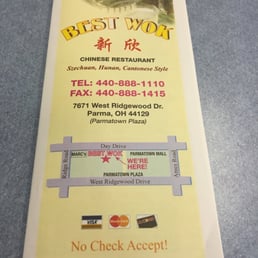 BEST WOK
新 欣
CHINESE RESTAURANT
Szechuan, Hunan, Cantonese Style
TEL: 440-888-1110
FAX: 440-888-1415
7671 West Ridgewood Dr.
Parma, OH 44129
(Parmatown Plaza)
Day Drive
MARC'S BEST WOK PARMATOWN MALL
WE'RE
HERE!
PARMATOWN PLAZA
West Ridgewood Drive
Ridge Road
Ames Road
VISA MasterCard
No Check Accept!